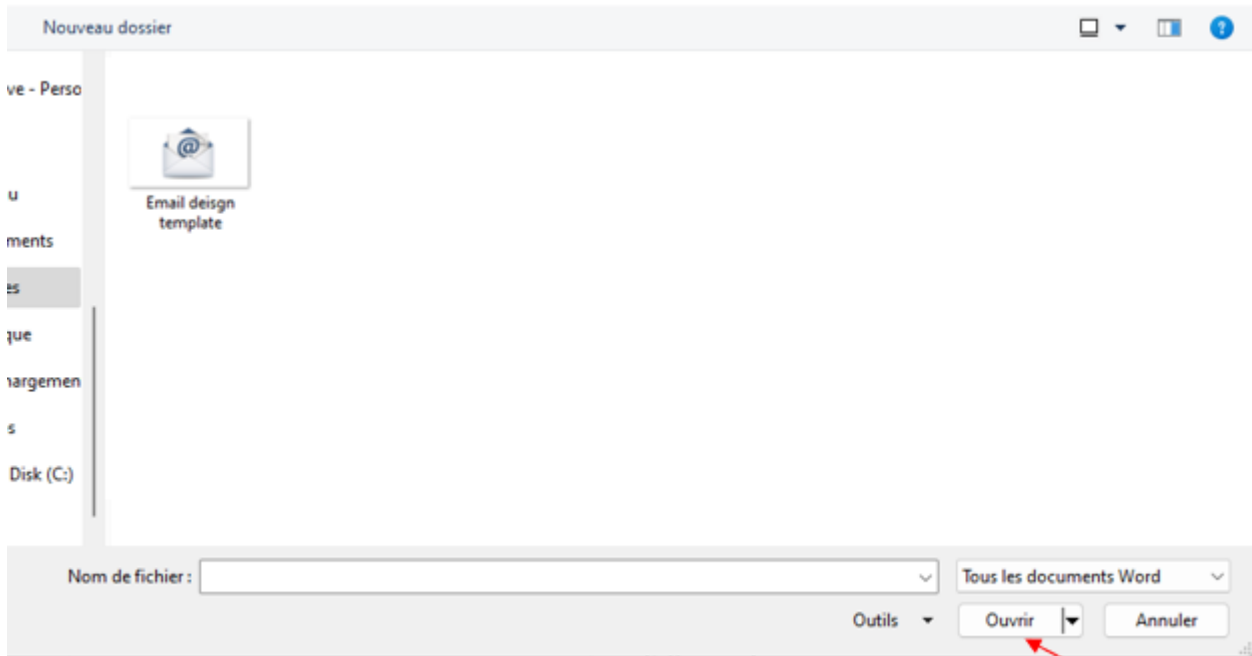 Nouveau dossier
ve - Perso
u
ments
es
que
hargemen
s
Disk (C:)
Email deisgn
template
Nom de fichier :
Tous les documents Word
Outils
Ouvrir
Annuler